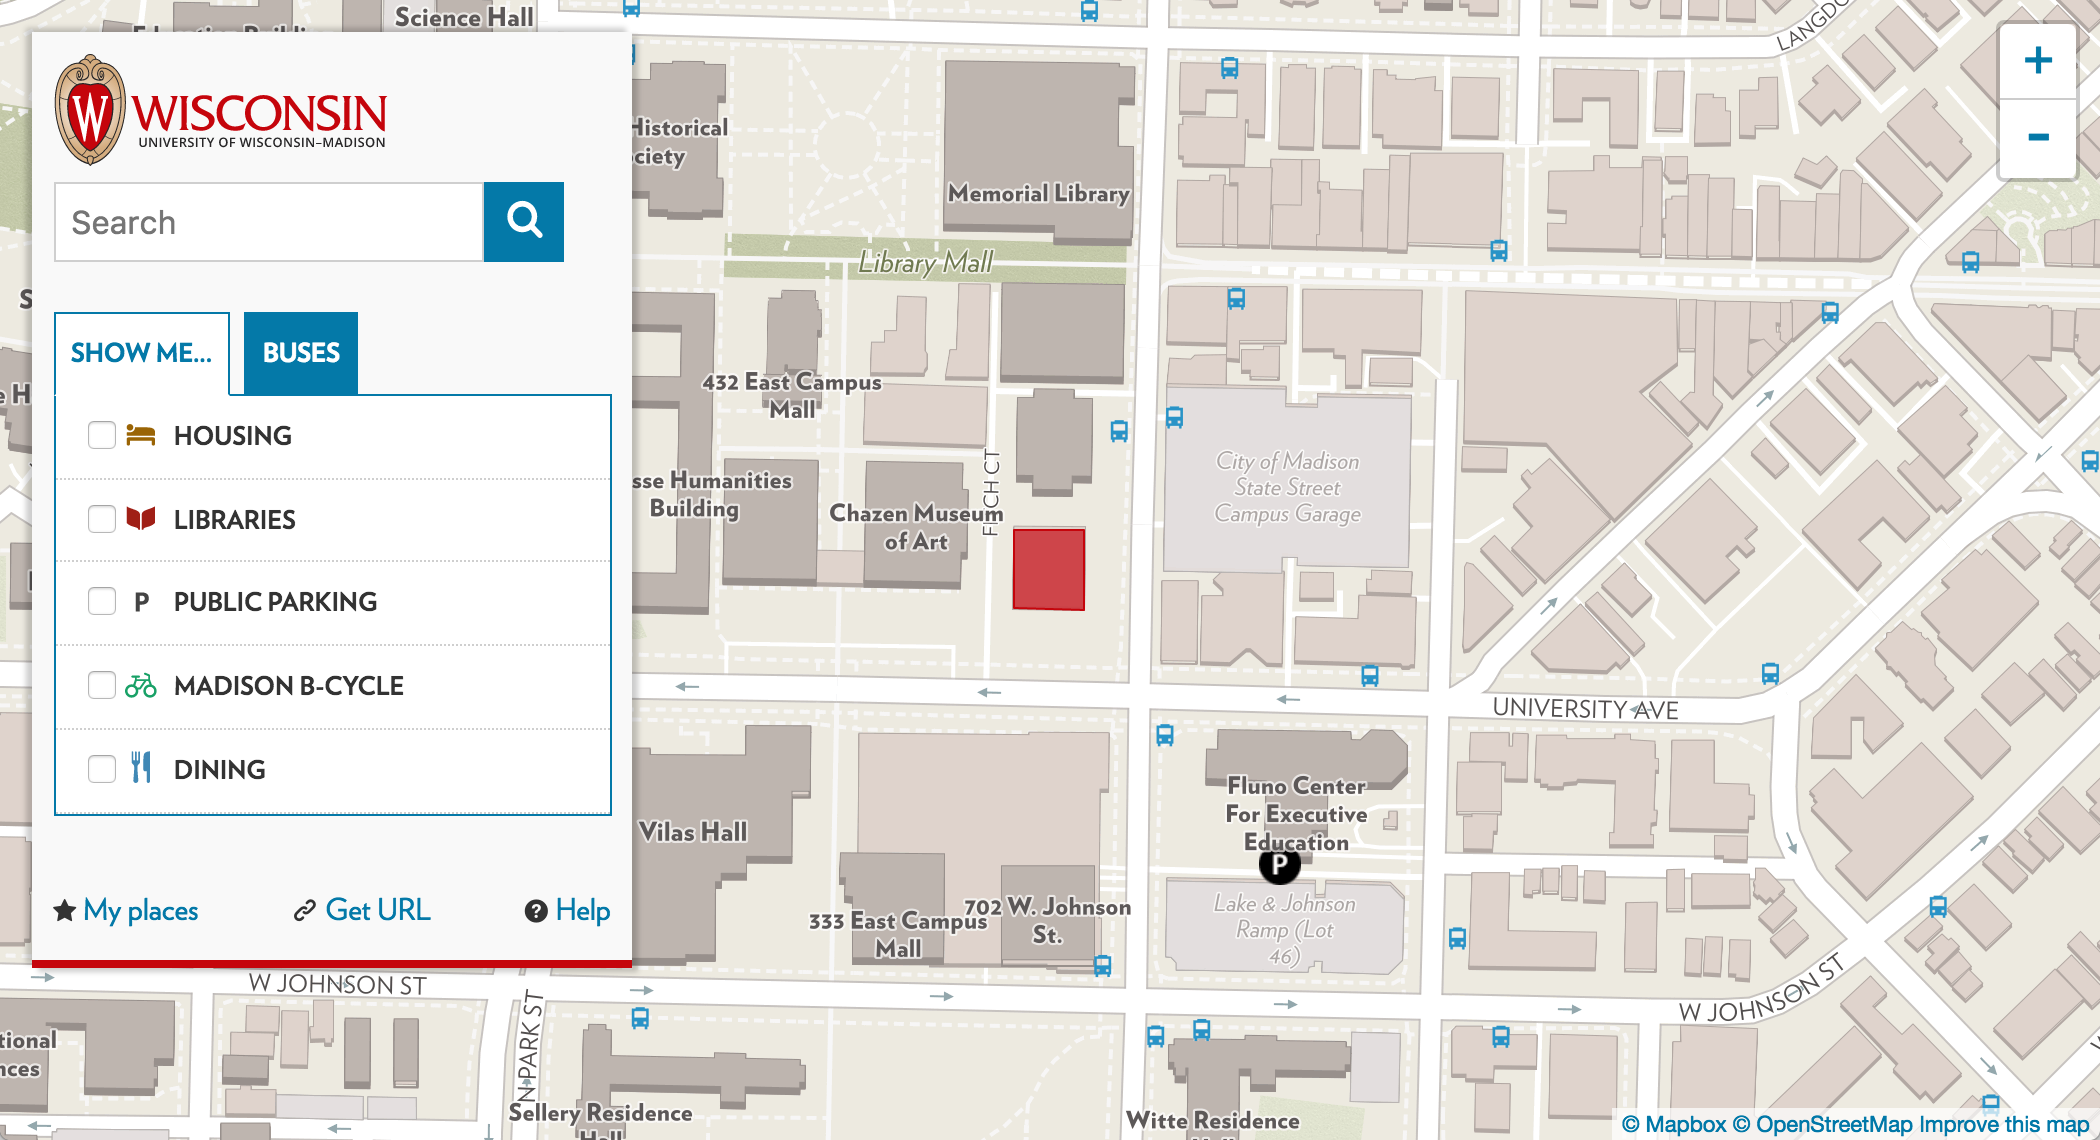 Science Hall
WISCONSIN
UNIVERSITY OF WISCONSIN–MADISON
Search
SHOW ME...
BUSES
HOUSING
LIBRARIES
P PUBLIC PARKING
MADISON B-CYCLE
DINING
My places
Get URL
? Help
Historical
Memorial Library
Library Mall
432 East Campus
Mall
sse Humanities
Building
Chazen Museum
of Art
City of Madison
State Street
Campus Garage
UNIVERSITY AVE
Vilas Hall
Fluno Center
For Executive
Education
P
Lake & Johnson
Ramp (Lot
46)
333 East Campus
Mall
702 W. Johnson
St.
W JOHNSON ST
W JOHNSON ST
N PARK ST
Sellery Residence
Witte Residence
+
-
© Mapbox © OpenStreetMap Improve this map